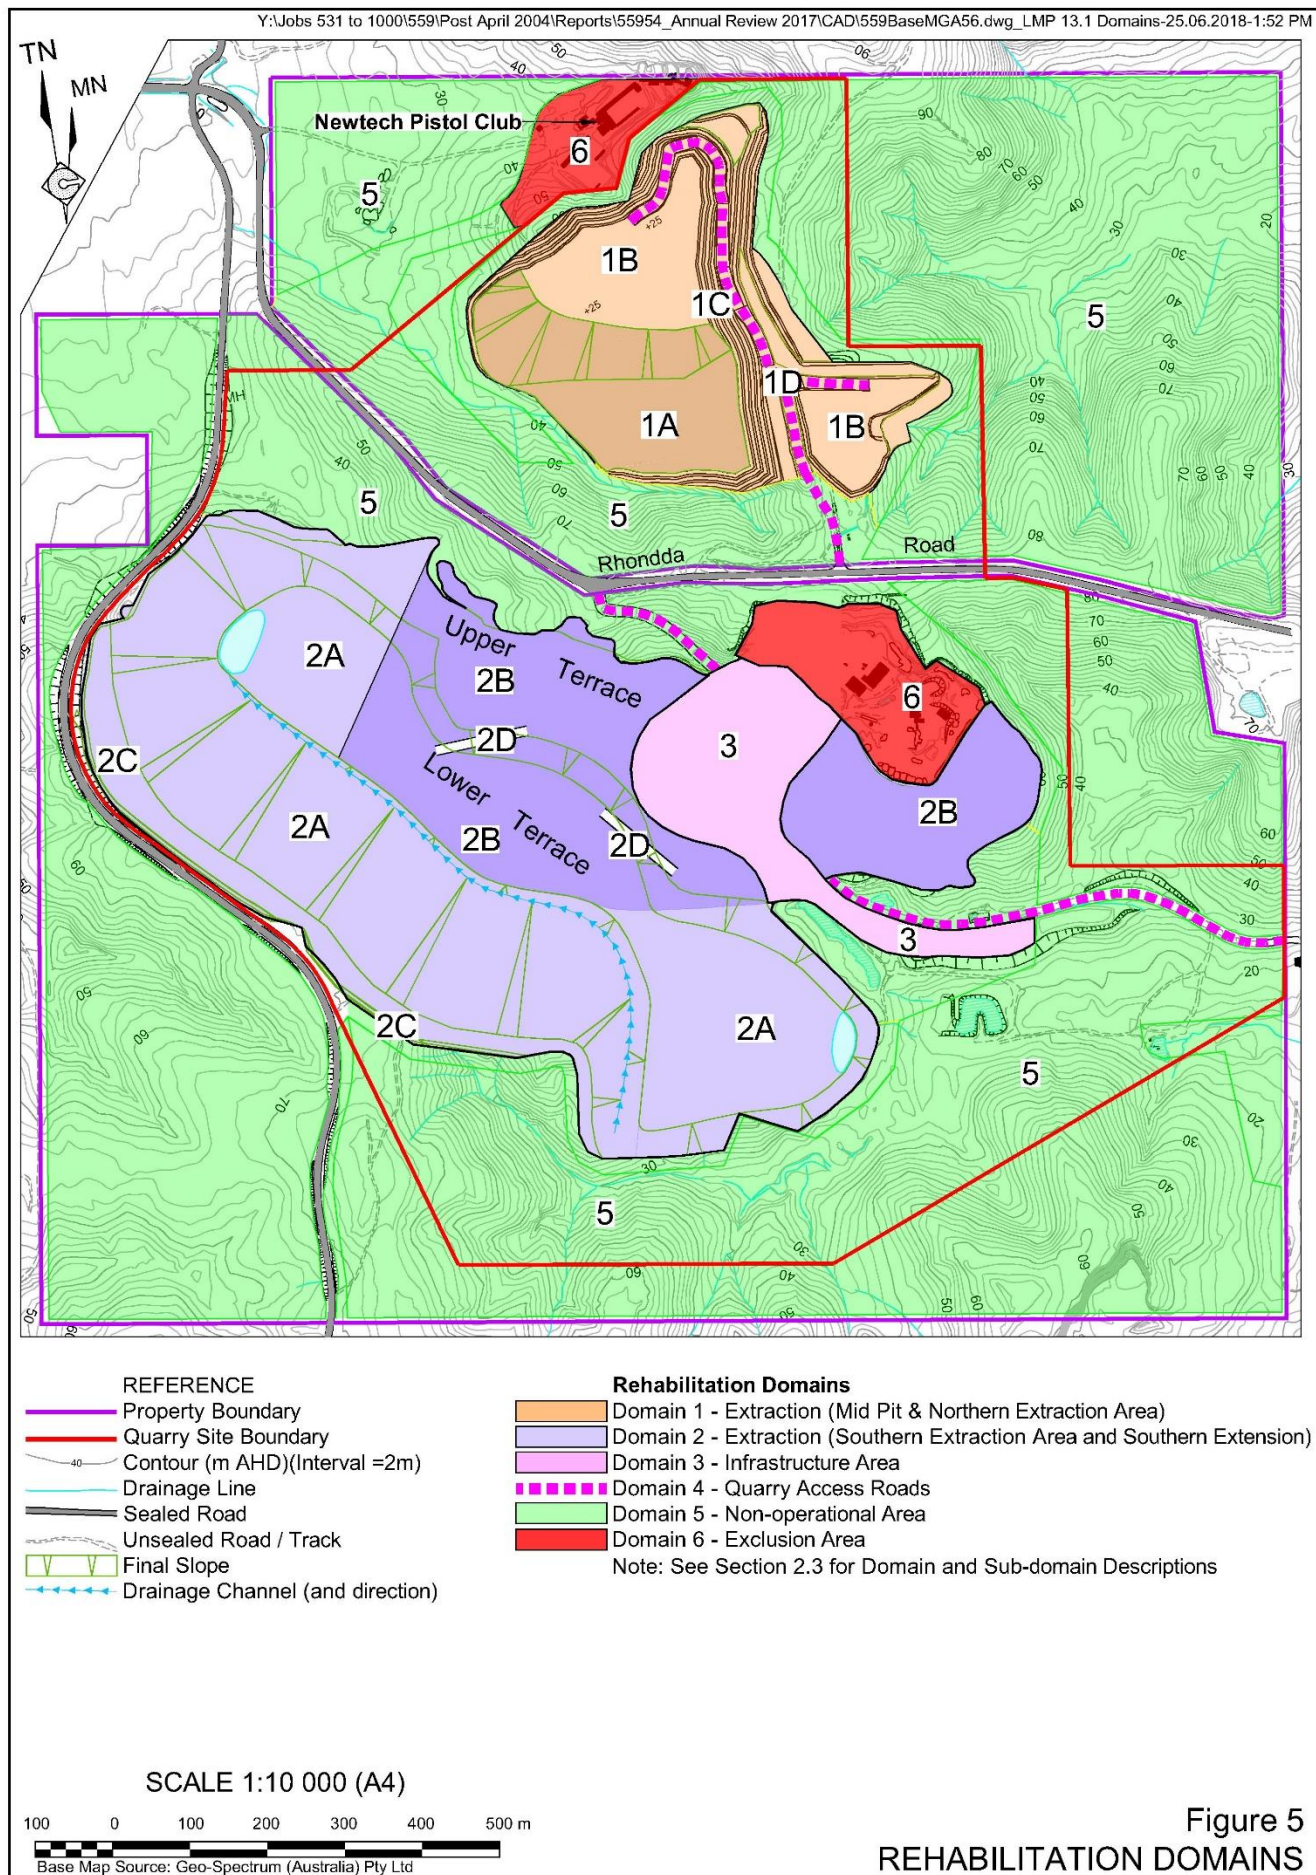 Y:\Jobs 531 to 1000\559\Post April 2004\Reports\55954_Annual Review 2017\CAD\559BaseMGA56.dwg_LMP 13.1 Domains-25.06.2018-1:52 PM
TN
MN
Newtech Pistol Club
6
5
1B
+25
+25
1C
5
1D
1A
1B
MH
5
5
Rhondda
Road
Upper
Terrace
2A
2B
6
2D
3
2C
Lower
Terrace
2A
2B
2D
2B
3
2C
2A
5
5
REFERENCE
Property Boundary
Quarry Site Boundary
40 Contour (m AHD)(Interval =2m)
Drainage Line
Sealed Road
Unsealed Road / Track
Final Slope
Drainage Channel (and direction)
Rehabilitation Domains
Domain 1 - Extraction (Mid Pit & Northern Extraction Area)
Domain 2 - Extraction (Southern Extraction Area and Southern Extension)
Domain 3 - Infrastructure Area
Domain 4 - Quarry Access Roads
Domain 5 - Non-operational Area
Domain 6 - Exclusion Area
Note: See Section 2.3 for Domain and Sub-domain Descriptions
SCALE 1:10 000 (A4)
100 0 100 200 300 400 500 m
Base Map Source: Geo-Spectrum (Australia) Pty Ltd
Figure 5
REHABILITATION DOMAINS